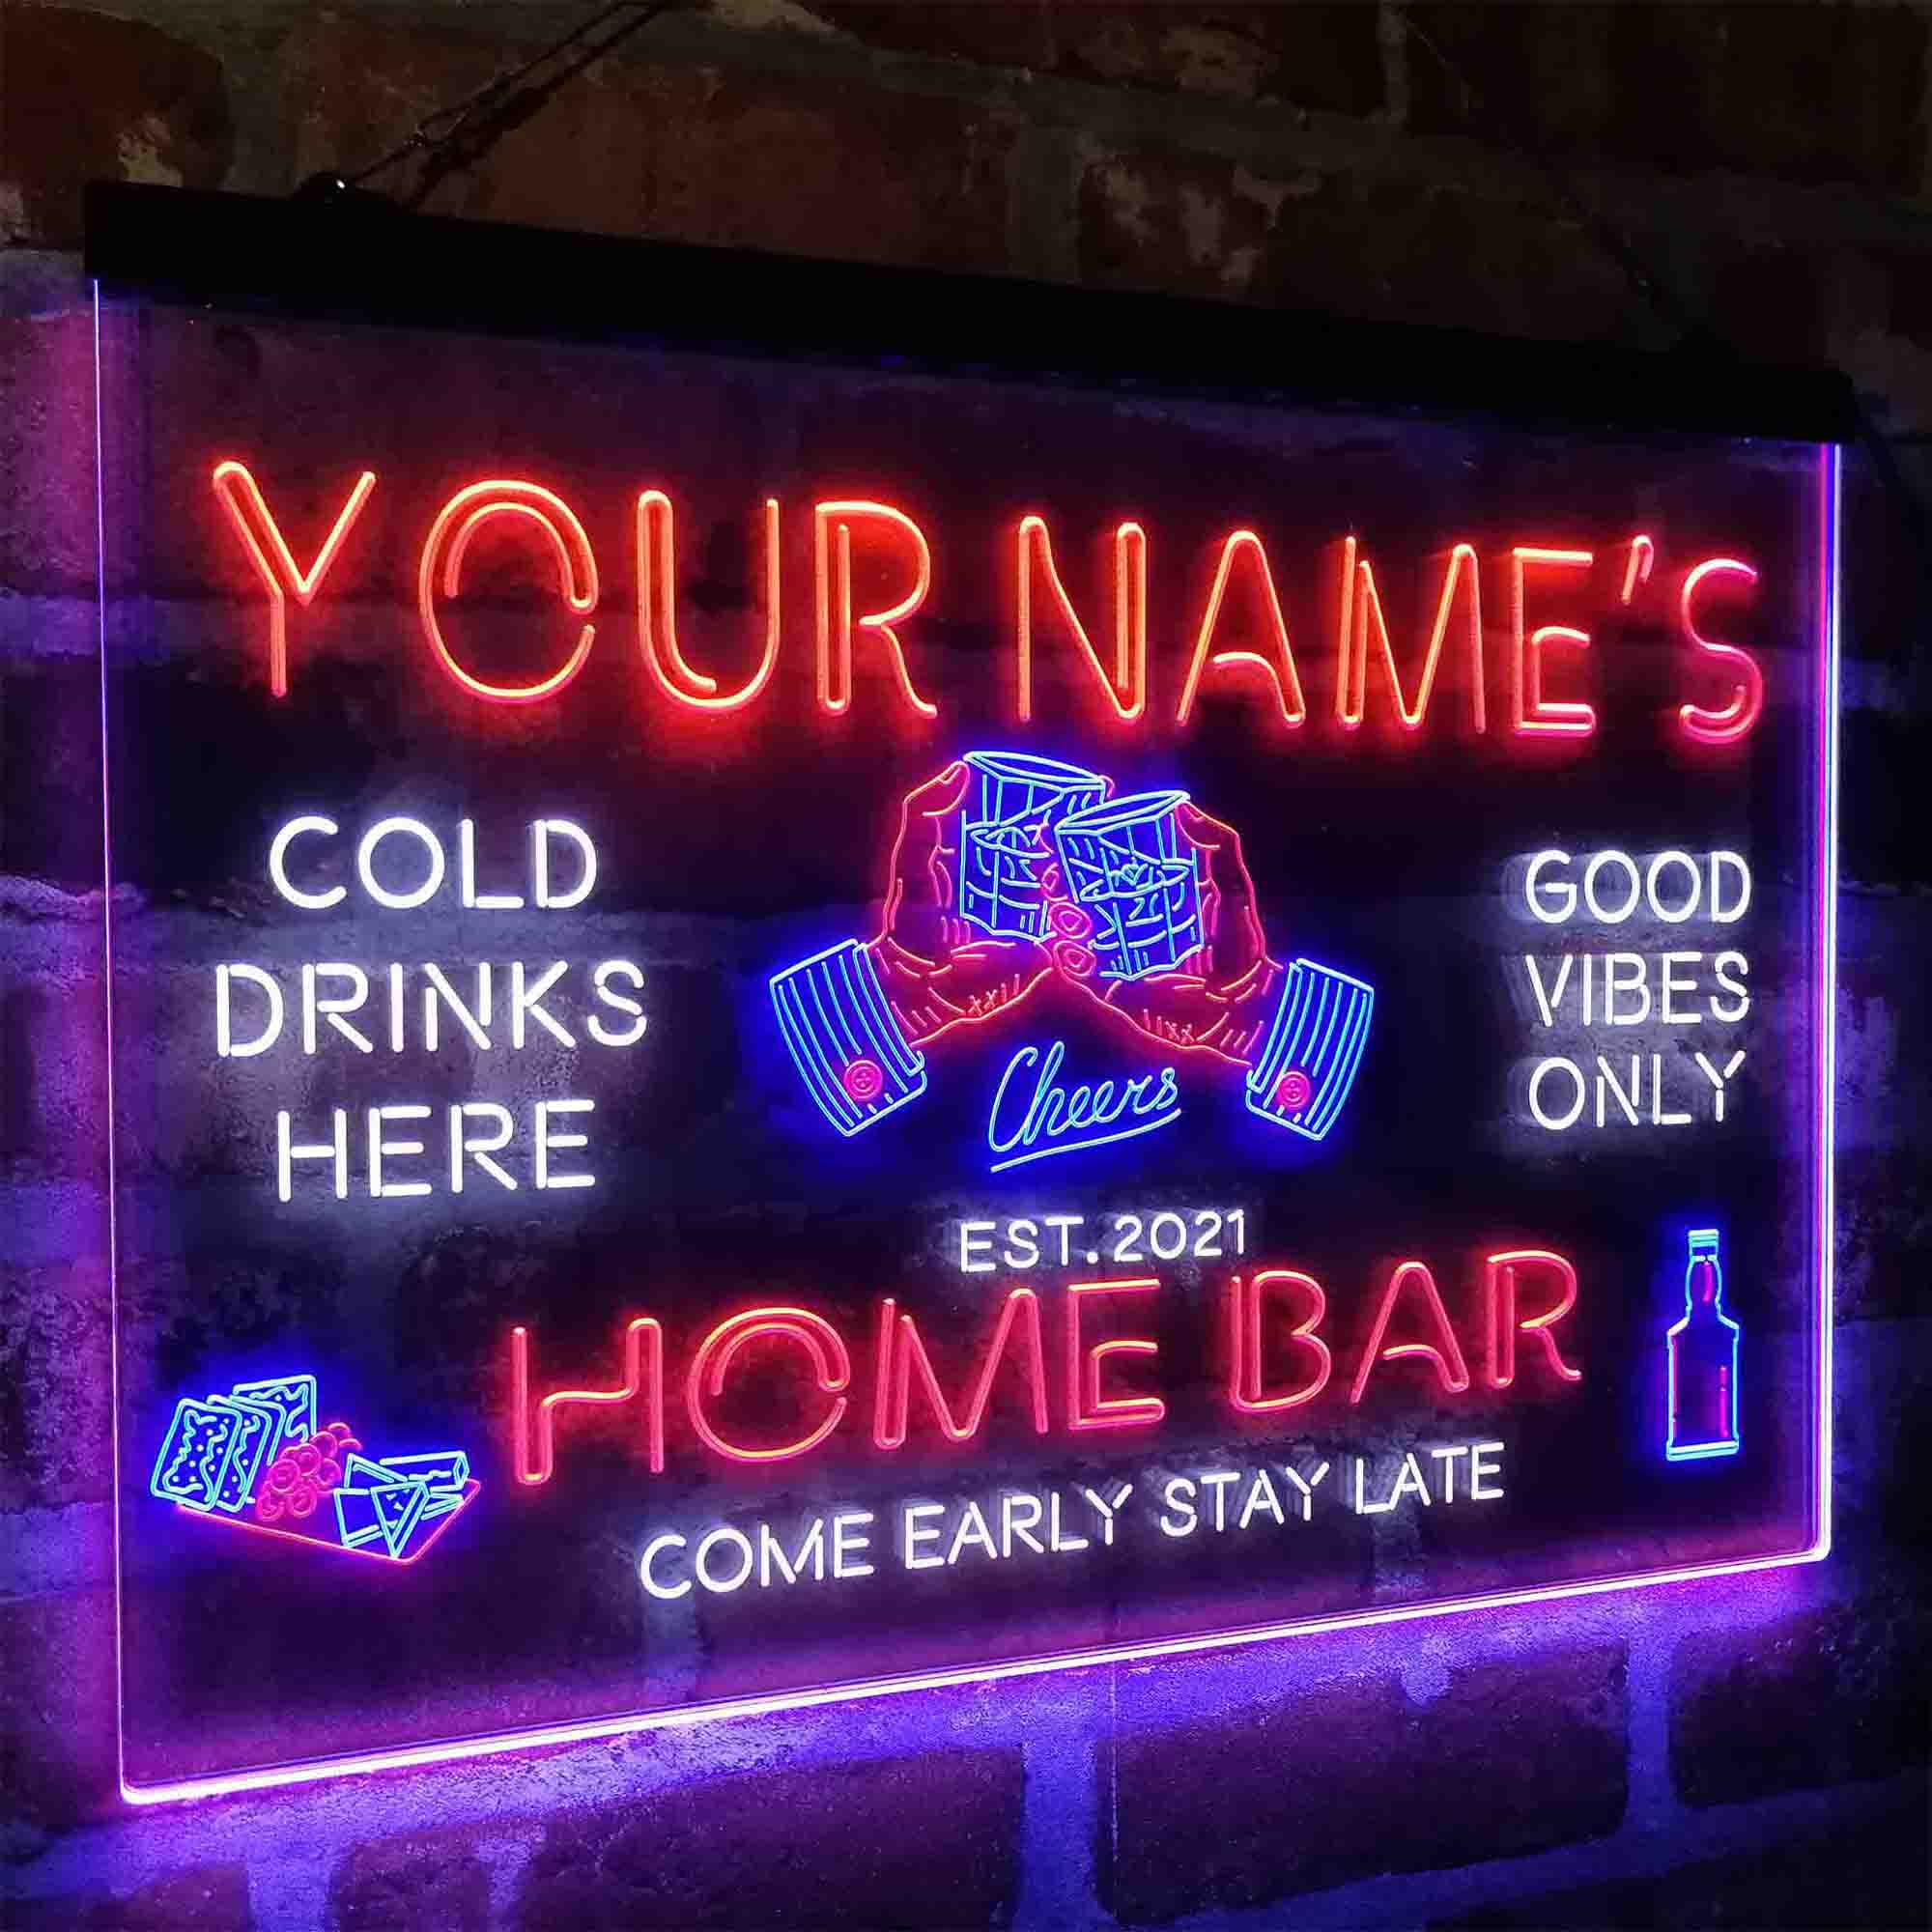 YOUR NAME'S
COLD
DRINKS
HERE
Cheers
GOOD
VIBES
ONLY
EST.2021
HOME BAR
COME EARLY STAY LATE